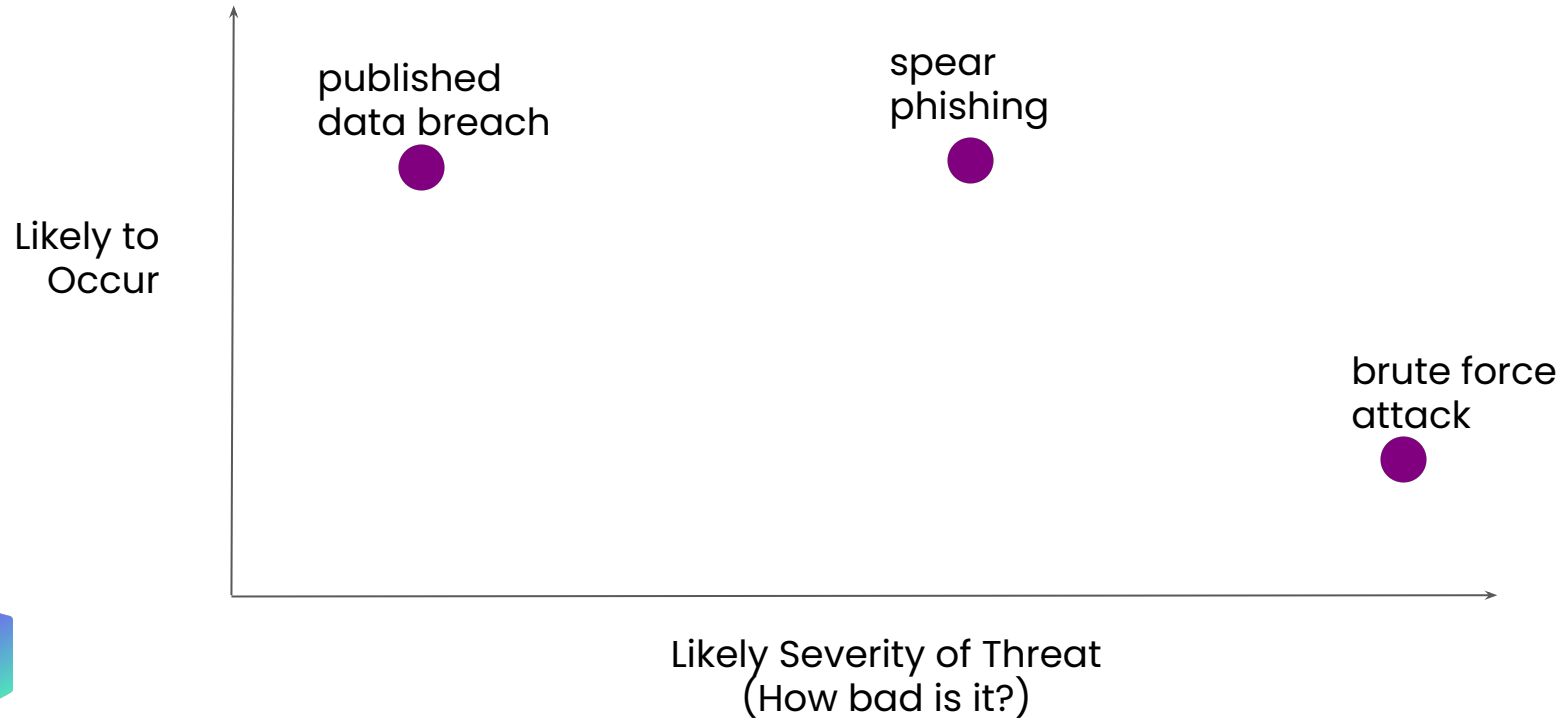 published
data breach
spear
phishing
Likely to
Occur
brute force
attack
Likely Severity of Threat
(How bad is it?)